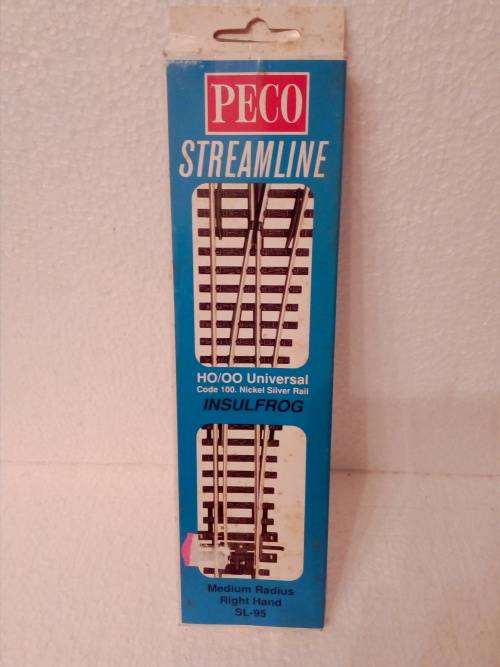 PECO
STREAMLINE
HO/OO Universal
Code 100. Nickel Silver Rail
INSULFROG
Medium Radius
Right Hand
SL-95